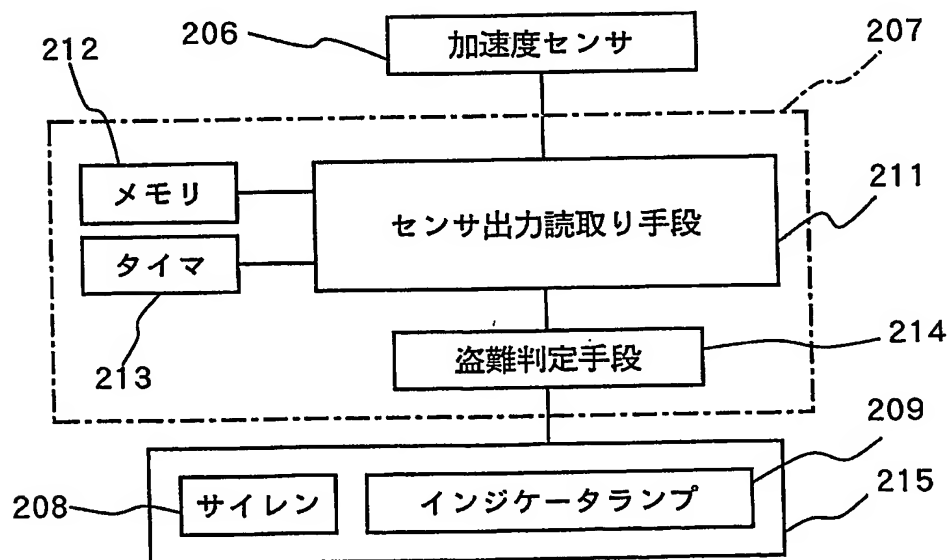 206
加速度センサ
207
212
メモリ
センサ出力読取り手段
211
タイマ
213
盗難判定手段
214
209
208
サイレン
インジケータランプ
215